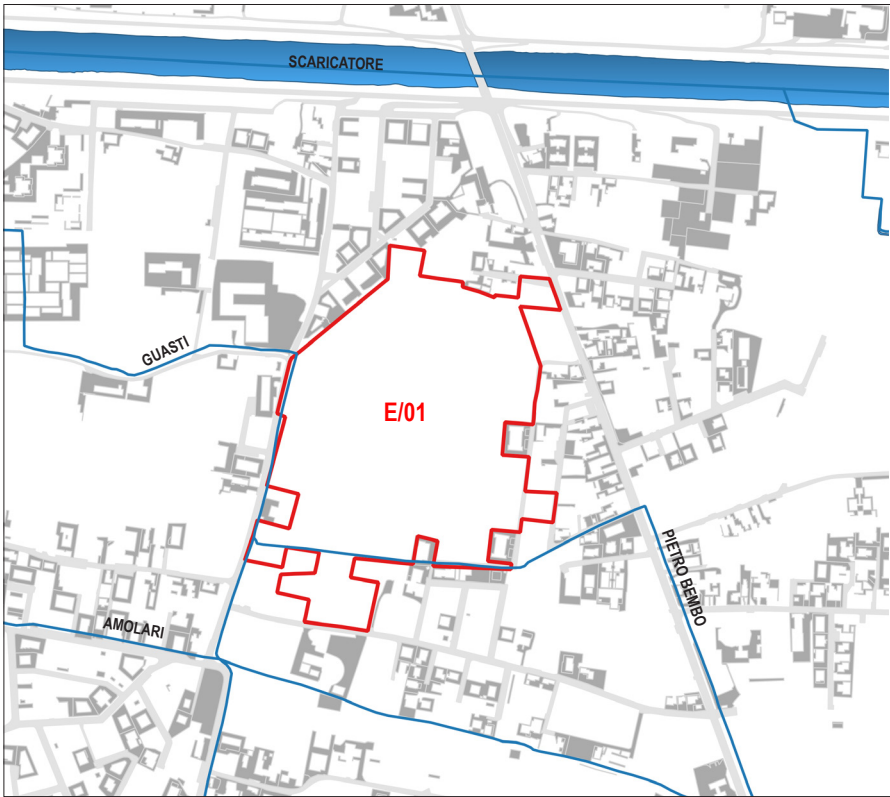 SCARICATORE
GUASTI
E/01
PIETRO BEMBO
AMOLARI